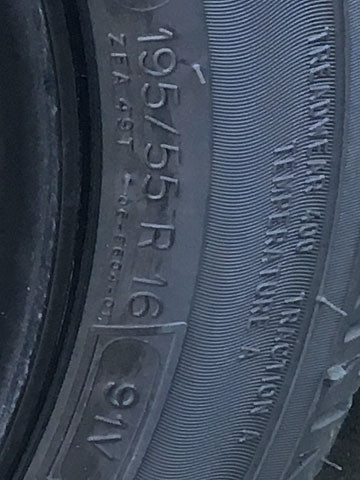 195/55 R 16
91V
TREADWEAR 400 TRACTION A
TEMPERATURE A